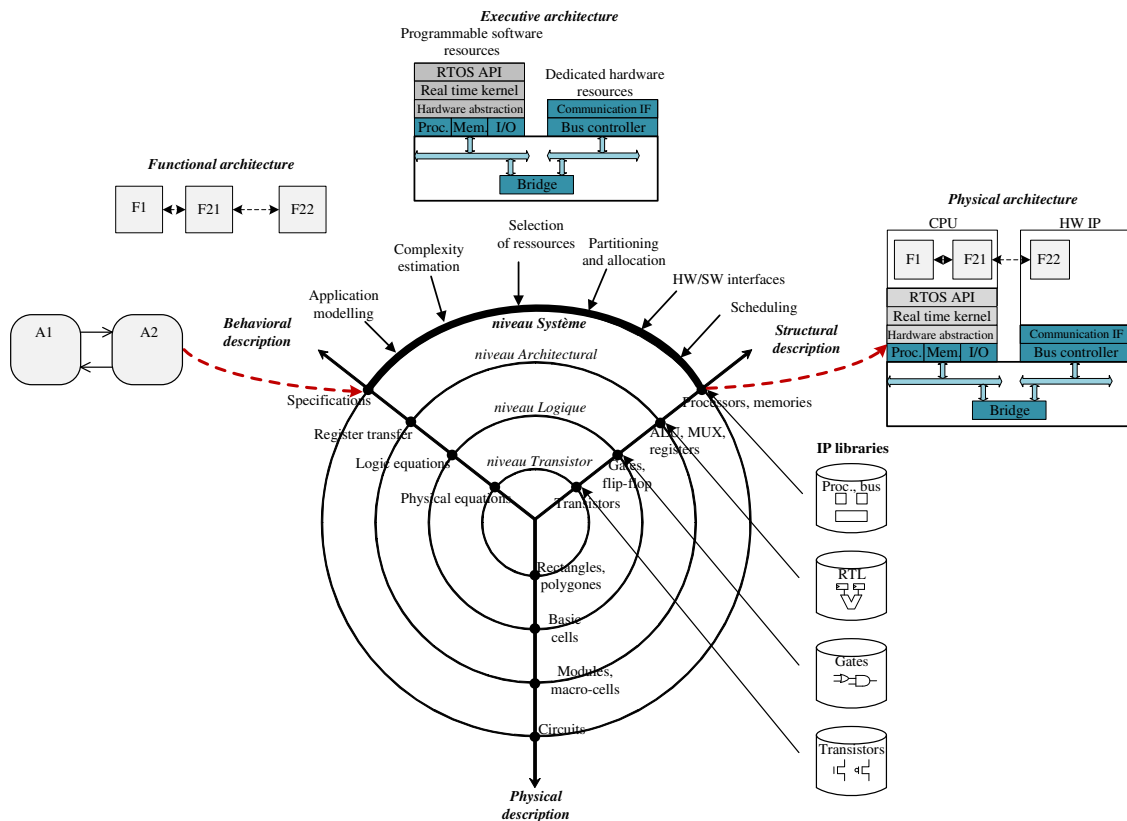 Executive architecture
Programmable software
resources
RTOS API
Real time kernel
Hardware abstraction
Proc. Mem. I/O
Dedicated hardware
resources
Communication IF
Bus controller
Bridge
Functional architecture
F1
F21
F22
Physical architecture
CPU
HW IP
F1
F21
F22
RTOS API
Real time kernel
Hardware abstraction
Proc. Mem. I/O
Communication IF
Bus controller
Bridge
A1
A2
Application
modelling
Complexity
estimation
Selection
of ressources
Partitioning
and allocation
HW/SW interfaces
Scheduling
Behavioral
description
Structural
description
niveau Système
niveau Architectural
niveau Logique
niveau Transistor
Specifications
Register transfer
Logic equations
Physical equations
Processors, memories
ALU, MUX,
registers
Gates,
flip-flop
Transistors
Rectangles,
polygones
Basic
cells
Modules,
macro-cells
Circuits
Physical
description
IP libraries
Proc., bus
RTL
Gates
Transistors